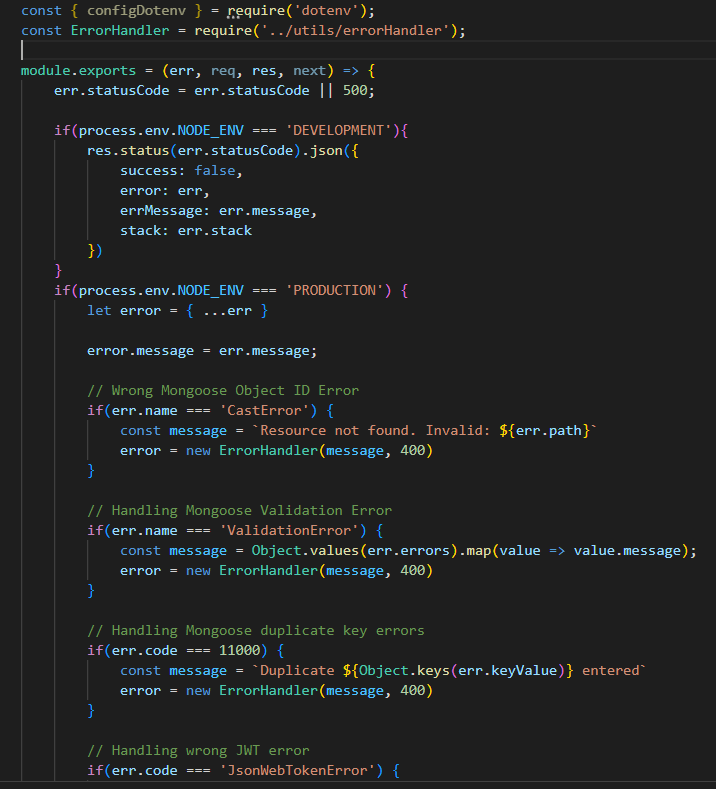 const { configDotenv } = require('dotenv');
const ErrorHandler = require('../utils/errorHandler');

module.exports = (err, req, res, next) => {
    err.statusCode = err.statusCode || 500;

    if(process.env.NODE_ENV === 'DEVELOPMENT'){
        res.status(err.statusCode).json({
            success: false,
            error: err,
            errMessage: err.message,
            stack: err.stack
        })
    }
    if(process.env.NODE_ENV === 'PRODUCTION') {
        let error = { ...err }

        error.message = err.message;

        // Wrong Mongoose Object ID Error
        if(err.name === 'CastError') {
            const message = `Resource not found. Invalid: ${err.path}`
            error = new ErrorHandler(message, 400)
        }

        // Handling Mongoose Validation Error
        if(err.name === 'ValidationError') {
            const message = Object.values(err.errors).map(value => value.message);
            error = new ErrorHandler(message, 400)
        }

        // Handling Mongoose duplicate key errors
        if(err.code === 11000) {
            const message = `Duplicate ${Object.keys(err.keyValue)} entered`
            error = new ErrorHandler(message, 400)
        }

        // Handling wrong JWT error
        if(err.code === 'JsonWebTokenError') {